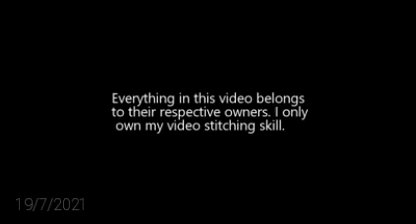 Everything in this video belongs
to their respective owners. I only
own my video stitching skill.
19/7/2021